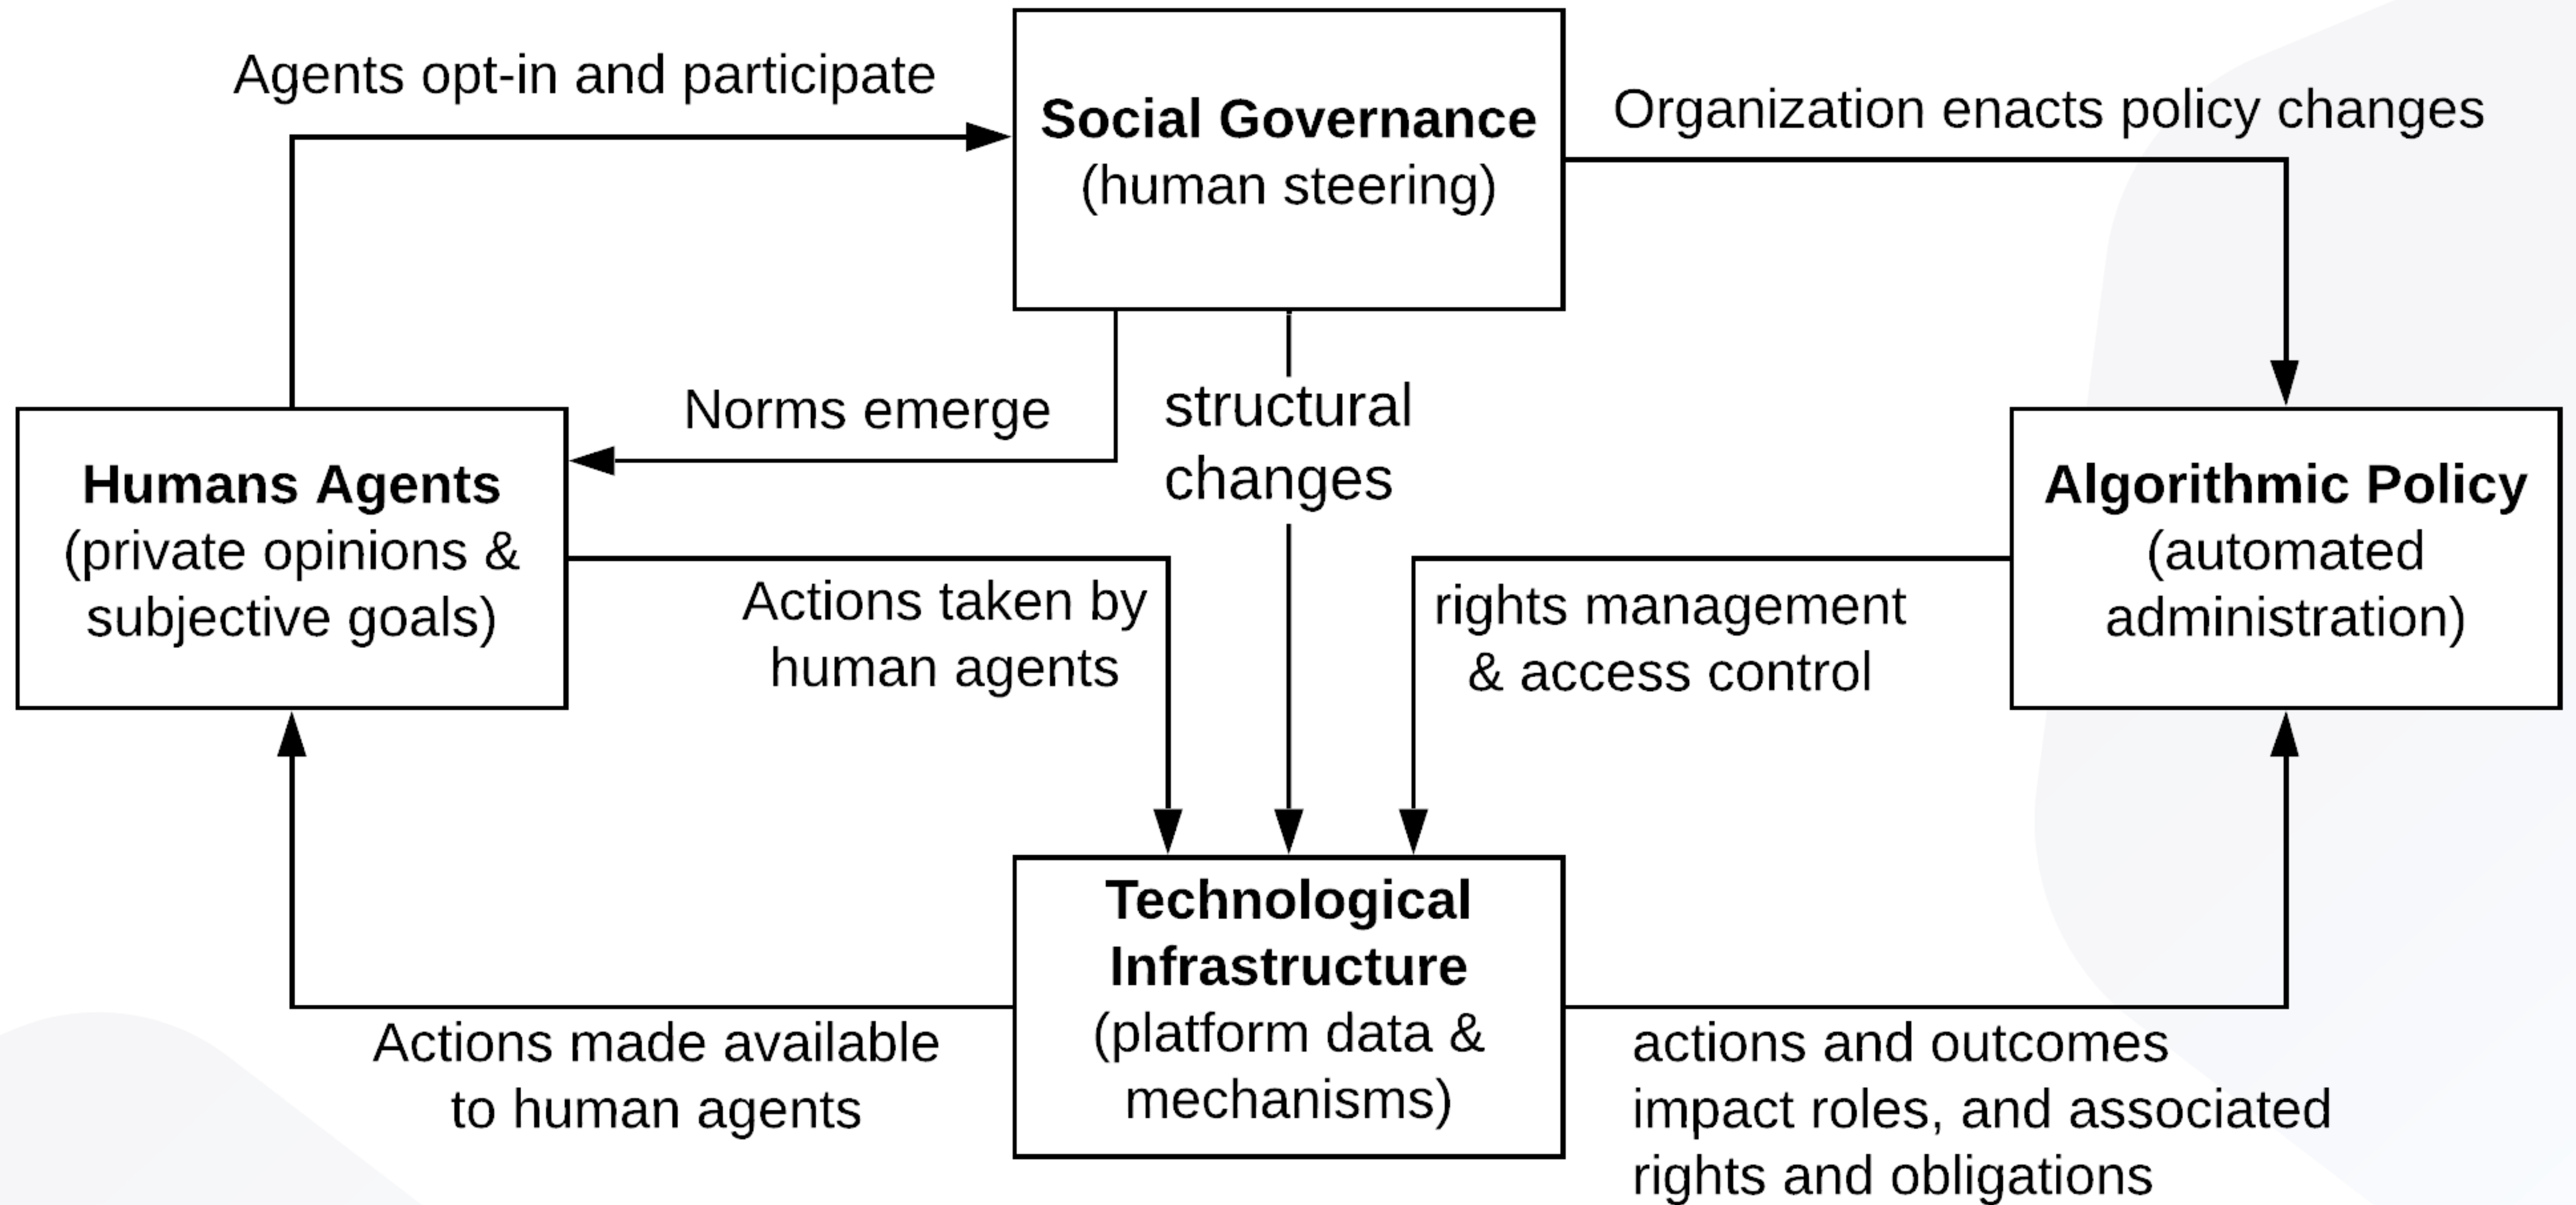 Agents opt-in and participate
Social Governance
(human steering)
Organization enacts policy changes
Norms emerge
structural
changes
Humans Agents
(private opinions &
subjective goals)
Algorithmic Policy
(automated
administration)
Actions taken by
human agents
rights management
& access control
Technological
Infrastructure
(platform data &
mechanisms)
Actions made available
to human agents
actions and outcomes
impact roles, and associated
rights and obligations